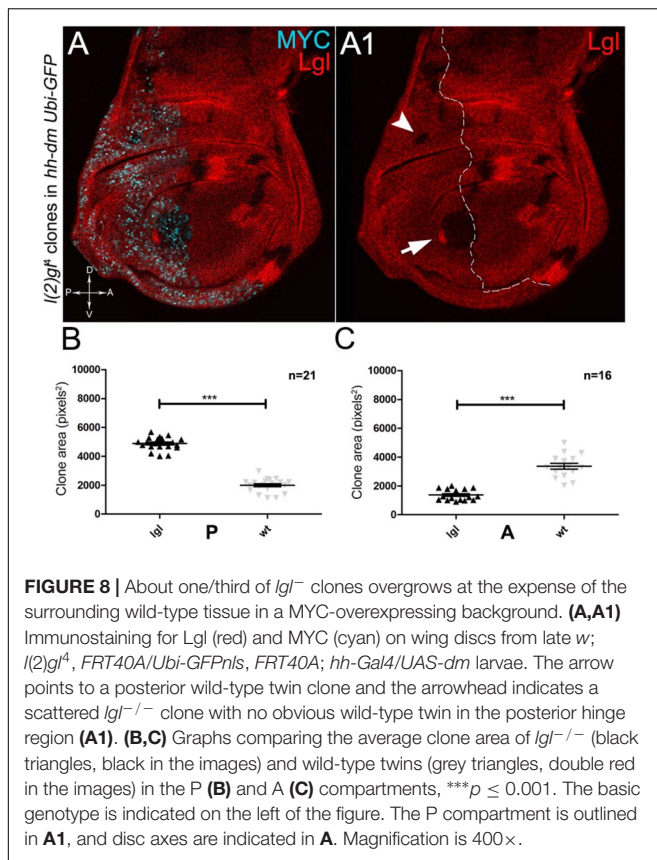 A
MYC
Lgl
A1
Lgl
l(2)gl⁴ clones in hh-dm Ubi-GFP
D
P
A
V
B
n=21
***
Clone area (pixels²)
10000
8000
6000
4000
2000
0
lgl
P
wt
C
n=16
***
Clone area (pixels²)
10000
8000
6000
4000
2000
0
lgl
A
wt
FIGURE 8 | About one/third of lgl⁻ clones overgrows at the expense of the
surrounding wild-type tissue in a MYC-overexpressing background. (A,A1)
Immunostaining for Lgl (red) and MYC (cyan) on wing discs from late w;
l(2)gl⁴, FRT40A/Ubi-GFPnls, FRT40A; hh-Gal4/UAS-dm larvae. The arrow
points to a posterior wild-type twin clone and the arrowhead indicates a
scattered lgl⁻/⁻ clone with no obvious wild-type twin in the posterior hinge
region (A1). (B,C) Graphs comparing the average clone area of lgl⁻/⁻ (black
triangles, black in the images) and wild-type twins (grey triangles, double red
in the images) in the P (B) and A (C) compartments, ***p ≤ 0.001. The basic
genotype is indicated on the left of the figure. The P compartment is outlined
in A1, and disc axes are indicated in A. Magnification is 400×.